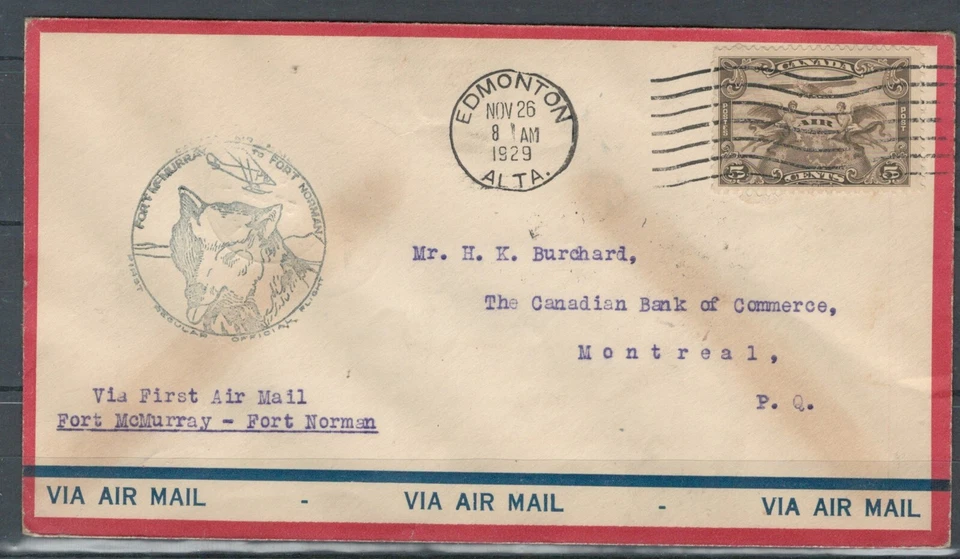 EDMONTON
NOV 26
8 AM
1929
ALTA.
CANADA
POSTES
AIR
POST
5 CENTS 5
FORT McMURRAY TO FORT NORMAN
FIRST REGULAR OFFICIAL FLIGHT
Mr. H. K. Burchard,
The Canadian Bank of Commerce,
Montreal,
P. Q.
Via First Air Mail
Fort McMurray - Fort Norman
VIA AIR MAIL - VIA AIR MAIL - VIA AIR MAIL